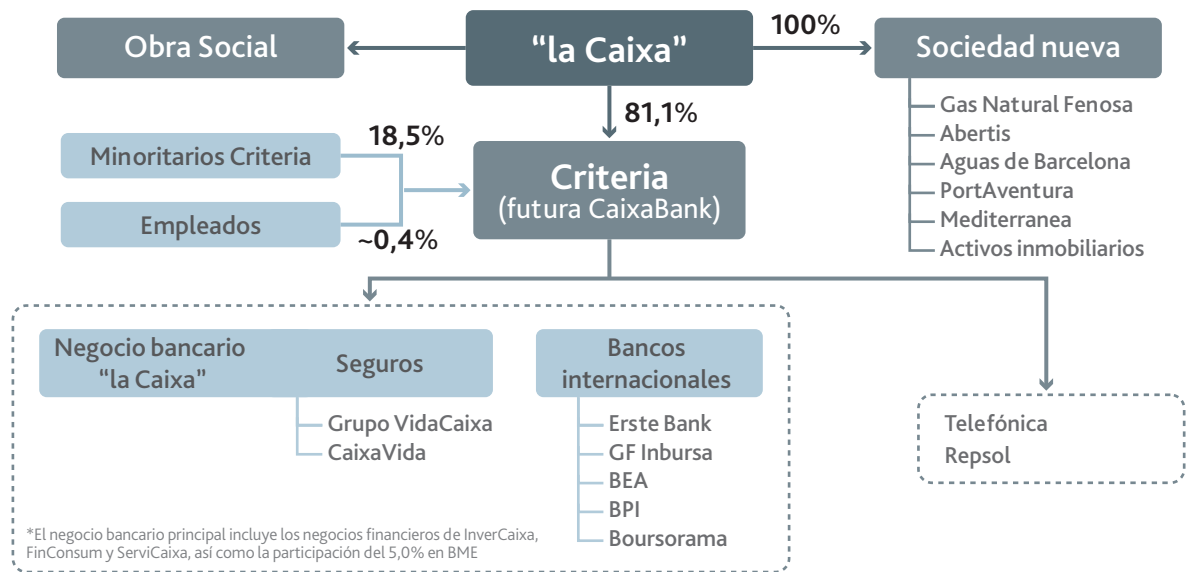 Obra Social
“la Caixa”
100%
Sociedad nueva
Gas Natural Fenosa
Abertis
Aguas de Barcelona
PortAventura
Mediterranea
Activos inmobiliarios
81,1%
18,5%
Minoritarios Criteria
Empleados
~0,4%
Criteria
(futura CaixaBank)
Negocio bancario
“la Caixa”
Seguros
Grupo VidaCaixa
CaixaVida
Bancos
internacionales
Erste Bank
GF Inbursa
BEA
BPI
Boursorama
Telefónica
Repsol
*El negocio bancario principal incluye los negocios financieros de InverCaixa,
FinConsum y ServiCaixa, así como la participación del 5,0% en BME